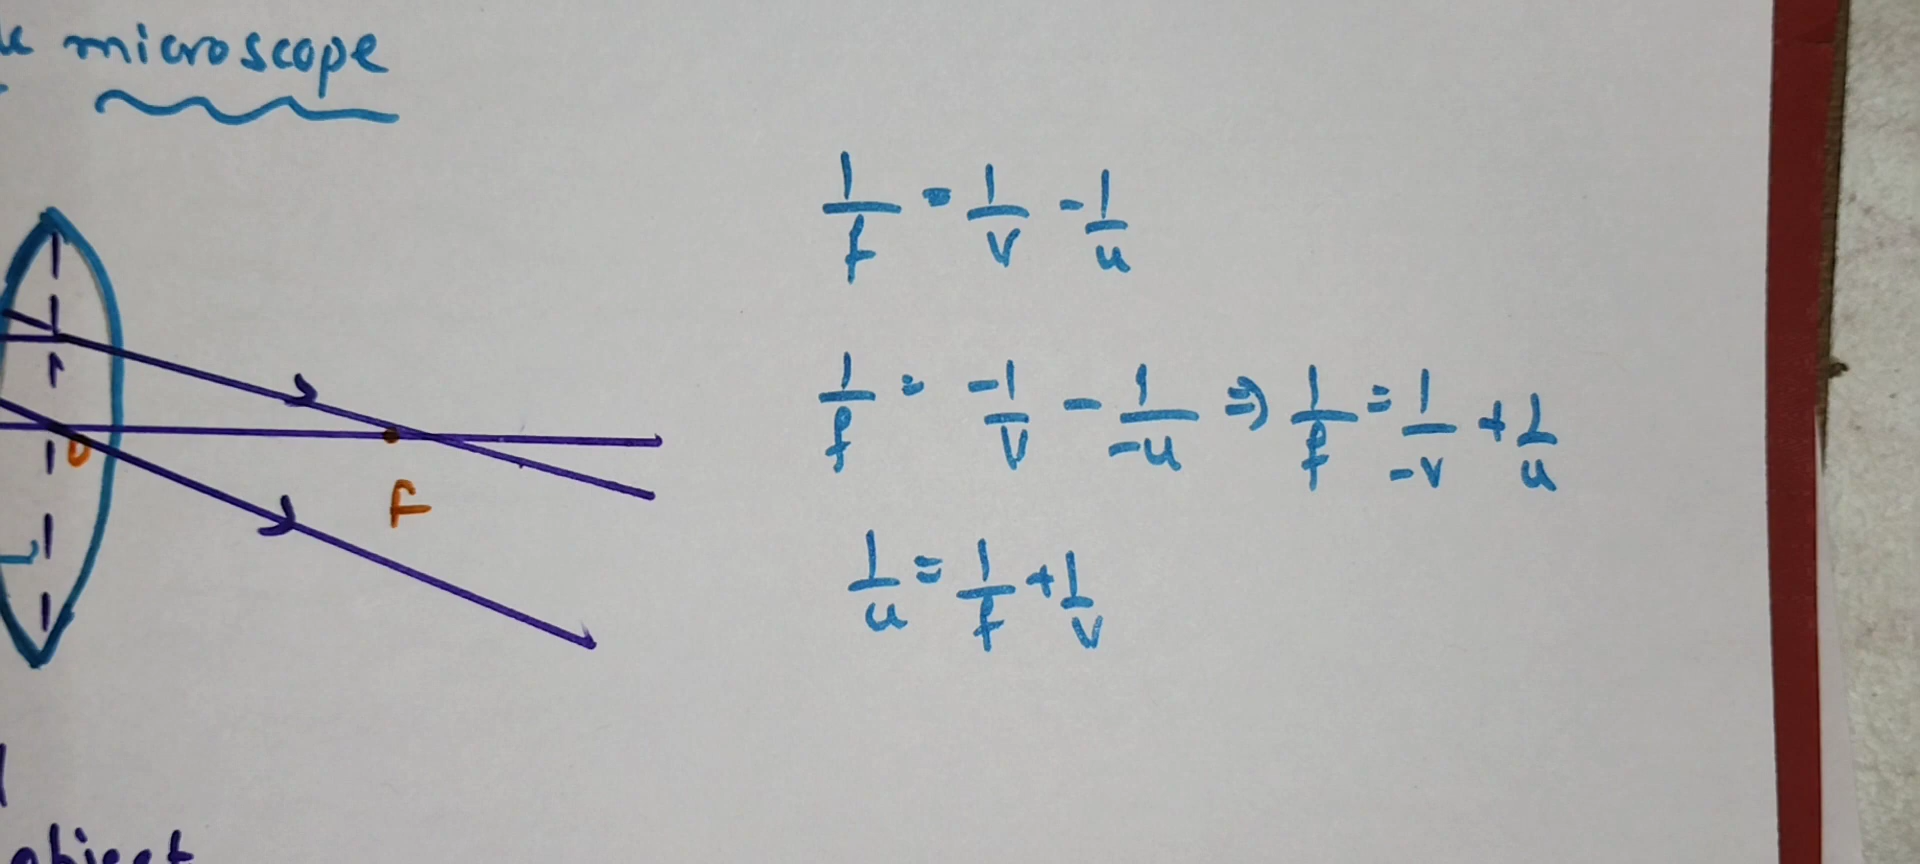 microscope
1/f = 1/v - 1/u
1/f = -1/v - 1/-u ⇒ 1/f = 1/-v + 1/u
F
1/u = 1/f + 1/v
object